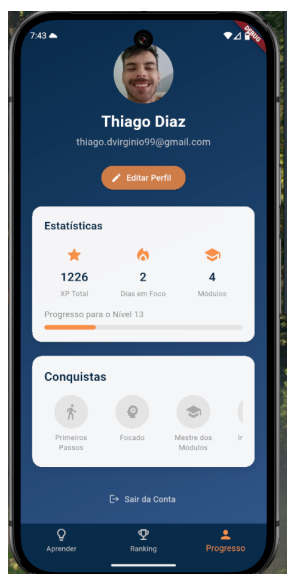 7:43
DEBUG
Thiago Diaz
thiago.dvirginio99@gmail.com
Editar Perfil
Estatísticas
1226 2 4
XP Total Dias em Foco Módulos
Progresso para o Nível 13
Conquistas
Primeiros Passos
Focado
Mestre dos Módulos
Sair da Conta
Aprender Ranking Progresso